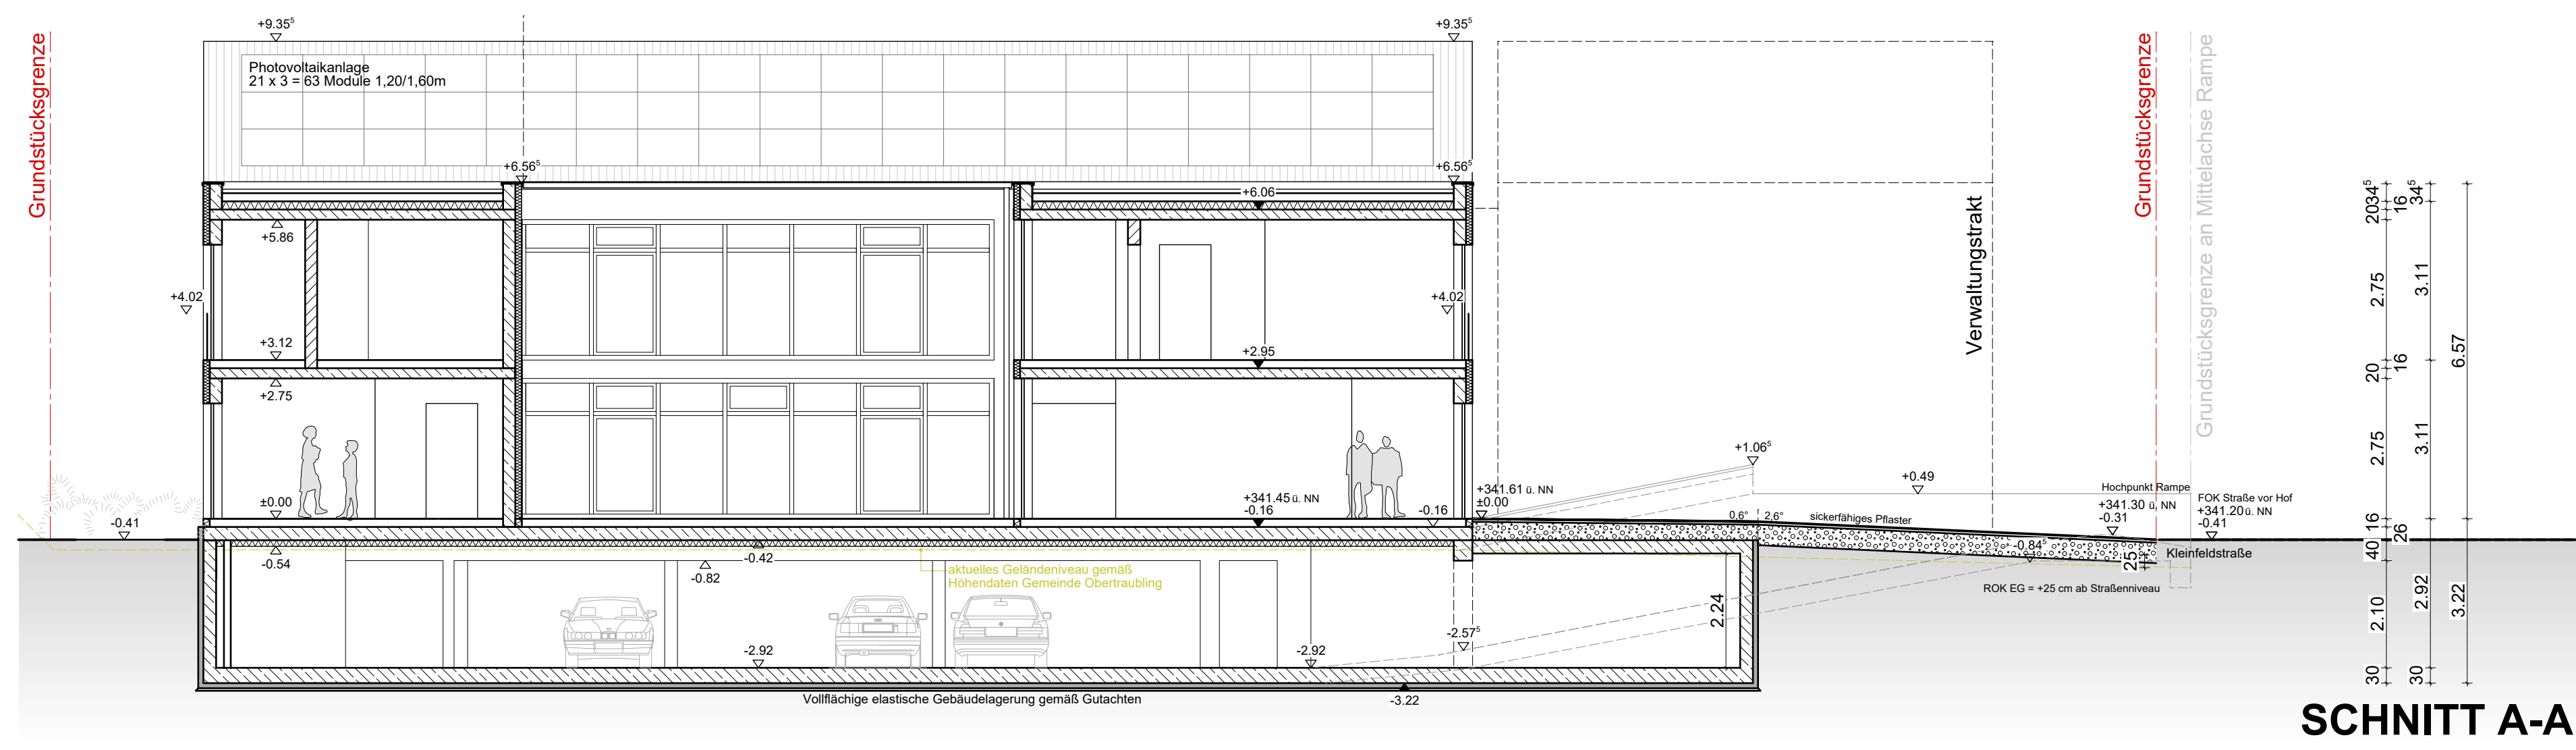 +9.35⁵
+9.35⁵
Grundstücksgrenze
Photovoltaikanlage
21 x 3 = 63 Module 1,20/1,60m
Grundstücksgrenze
Grundstücksgrenze an Mittelachse Rampe
+6.56⁵
+6.56⁵
+6.06
+5.86
Verwaltungstrakt
+4.02
+4.02
+3.12
+2.95
+2.75
+1.06⁵
+0.49
±0.00
+341.45 ü. NN
-0.16
-0.16
+341.61 ü. NN
±0.00
0.6°
2.6°
sickerfähiges Pflaster
Hochpunkt Rampe
+341.30 ü. NN
-0.31
FOK Straße vor Hof
+341.20 ü. NN
-0.41
-0.41
-0.54
-0.42
-0.82
aktuelles Geländeniveau gemäß
Höhendaten Gemeinde Obertraubling
-0.84⁵
25
Kleinfeldstraße
ROK EG = +25 cm ab Straßenniveau
2.24
-2.57⁵
-2.92
-2.92
Vollflächige elastische Gebäudelagerung gemäß Gutachten
-3.22
34⁵
20
2.75
20
2.75
16
40
2.10
30
34⁵
16
3.11
16
3.11
26
2.92
30
6.57
3.22
SCHNITT A-A